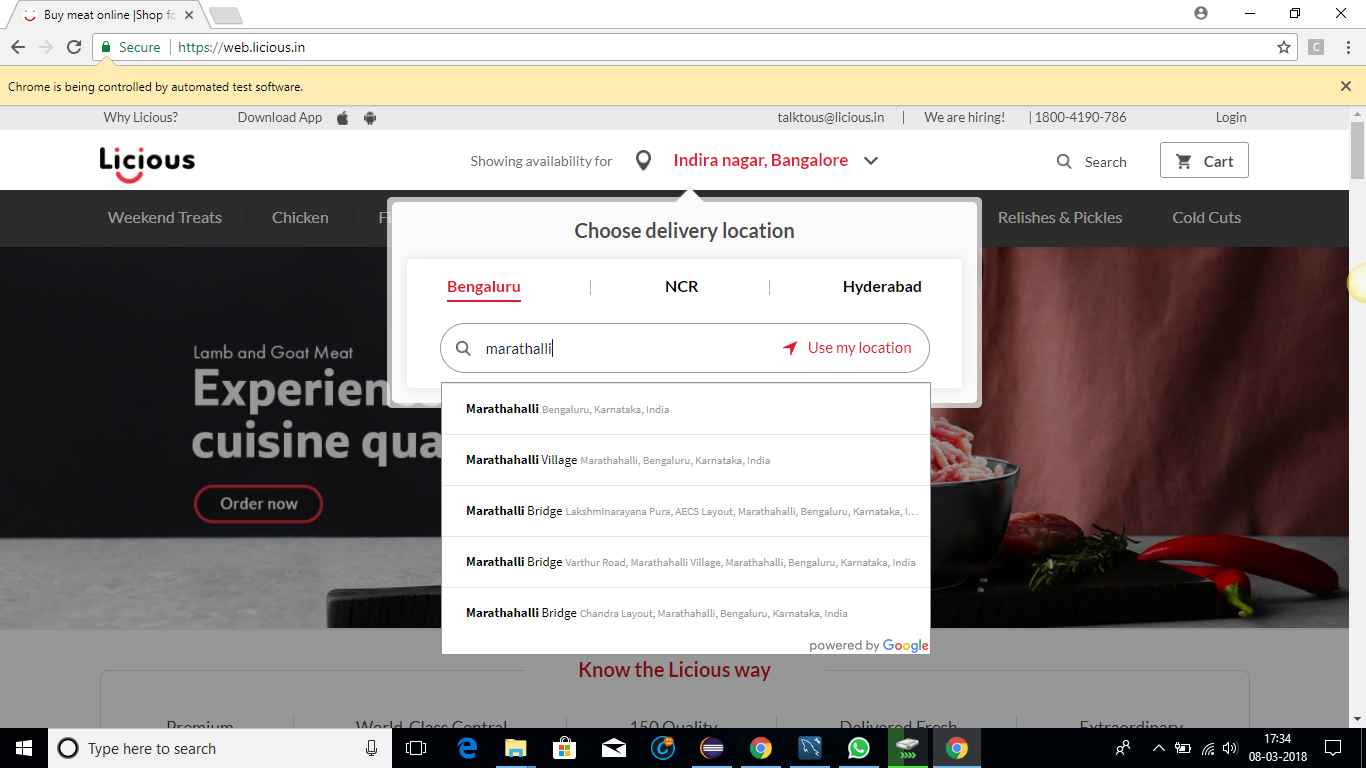 Buy meat online |Shop fo
Secure https://web.licious.in
C
Chrome is being controlled by automated test software.
Why Licious? Download App talktous@licious.in | We are hiring! | 1800-4190-786 Login
Licious Showing availability for Indira nagar, Bangalore Search Cart
Weekend Treats Chicken F Relishes & Pickles Cold Cuts
Choose delivery location
Bengaluru | NCR | Hyderabad
marathalli Use my location
Marathahalli Bengaluru, Karnataka, India
Marathahalli Village Marathahalli, Bengaluru, Karnataka, India
Marathalli Bridge Lakshminarayana Pura, AECS Layout, Marathahalli, Bengaluru, Karnataka, I...
Marathalli Bridge Varthur Road, Marathahalli Village, Marathahalli, Bengaluru, Karnataka, India
Marathahalli Bridge Chandra Layout, Marathahalli, Bengaluru, Karnataka, India
powered by Google
Lamb and Goat Meat
Experien
cuisine qua
Order now
Know the Licious way
Premium World-Class Central 150 Quality Delivered Fresh Extraordinary
Type here to search
17:34
08-03-2018